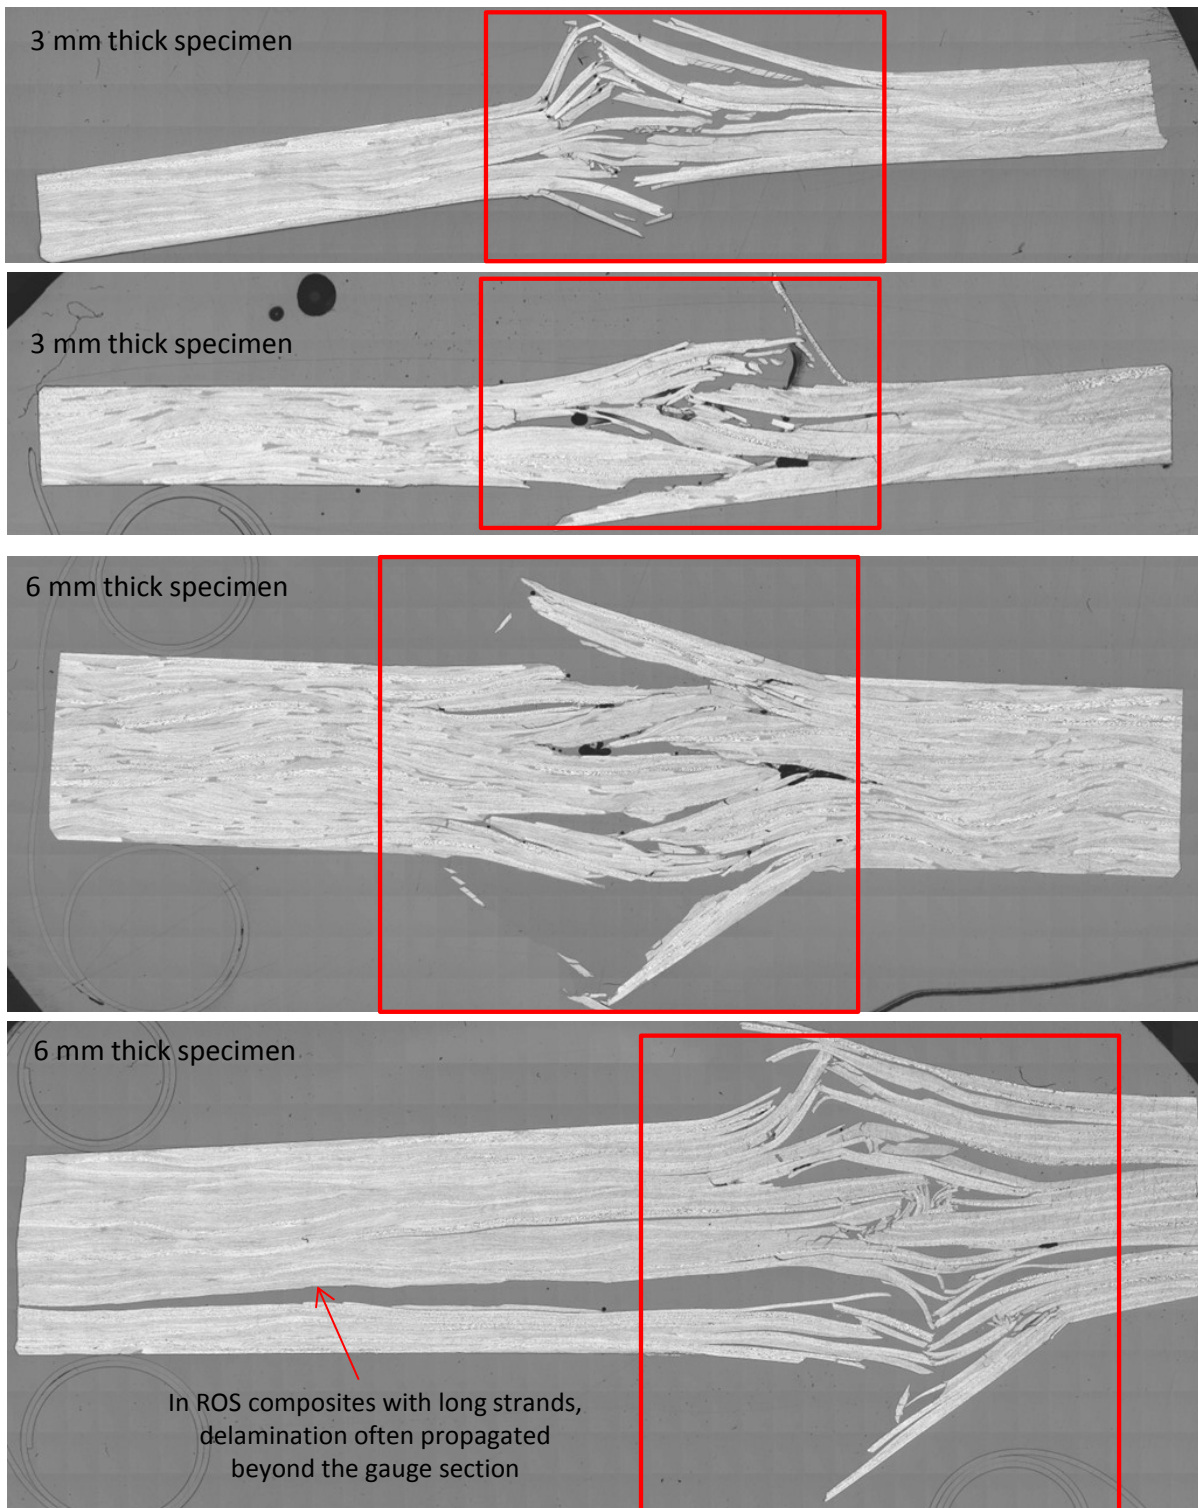 3 mm thick specimen
3 mm thick specimen
6 mm thick specimen
6 mm thick specimen
In ROS composites with long strands,
delamination often propagated
beyond the gauge section